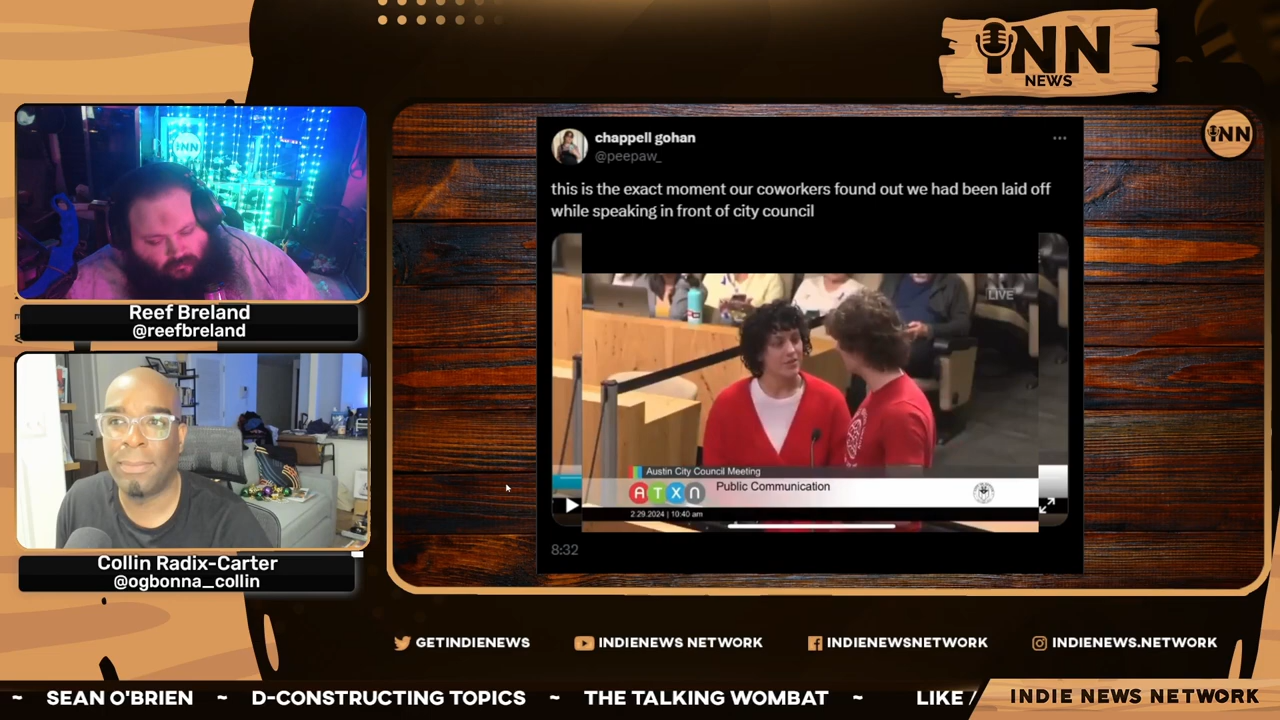 INN
NEWS
INN
INN
chappell gohan
@peepaw_
this is the exact moment our coworkers found out we had been laid off
while speaking in front of city council
LIVE
Austin City Council Meeting
ATXN
Public Communication
2.29.2024 | 10:40 am
8:32
Reef Breland
@reefbreland
Collin Radix-Carter
@ogbonna_collin
GETINDIENEWS
INDIENEWS NETWORK
INDIENEWSNETWORK
INDIENEWS.NETWORK
~ SEAN O'BRIEN ~ D-CONSTRUCTING TOPICS ~ THE TALKING WOMBAT ~ LIKE /
INDIE NEWS NETWORK